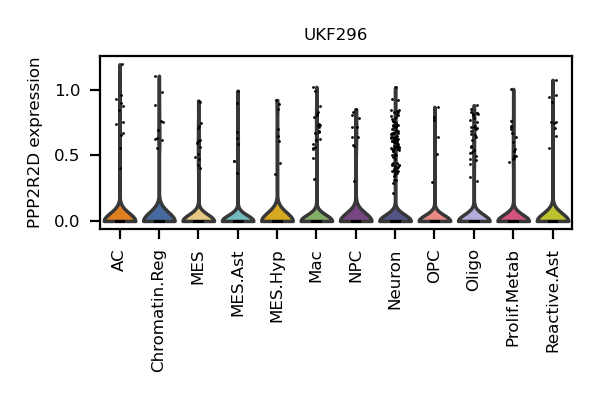 UKF296
PPP2R2D expression
1.0
0.5
0.0
AC
Chromatin.Reg
MES
MES.Ast
MES.Hyp
Mac
NPC
Neuron
OPC
Oligo
Prolif.Metab
Reactive.Ast